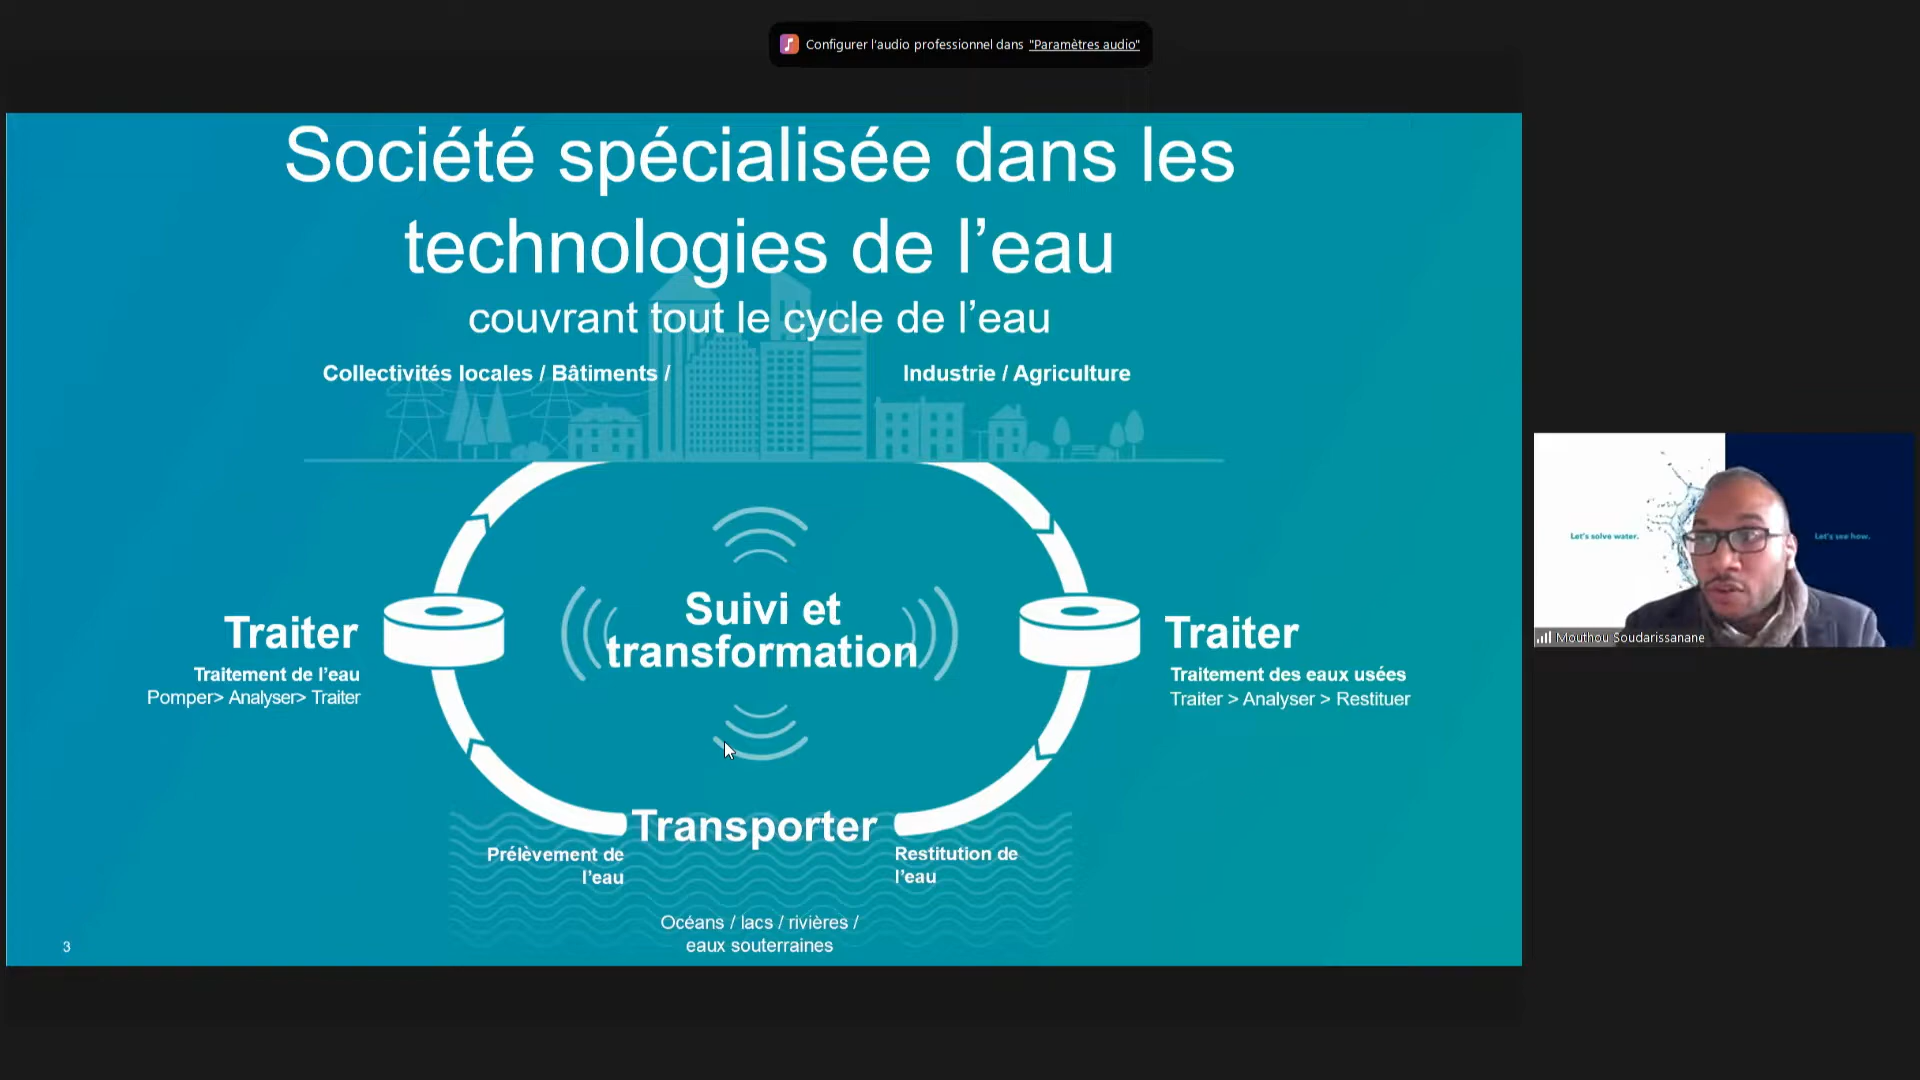 Configurer l'audio professionnel dans "Paramètres audio"
Société spécialisée dans les
technologies de l’eau
couvrant tout le cycle de l’eau
Collectivités locales / Bâtiments /
Industrie / Agriculture
Suivi et
transformation
Traiter
Traitement de l’eau
Pomper> Analyser> Traiter
Traiter
Traitement des eaux usées
Traiter > Analyser > Restituer
Transporter
Prélèvement de
l’eau
Restitution de
l’eau
Océans / lacs / rivières /
eaux souterraines
3
Let's solve water.
Let's see how.
Mouthou Soudarissanane